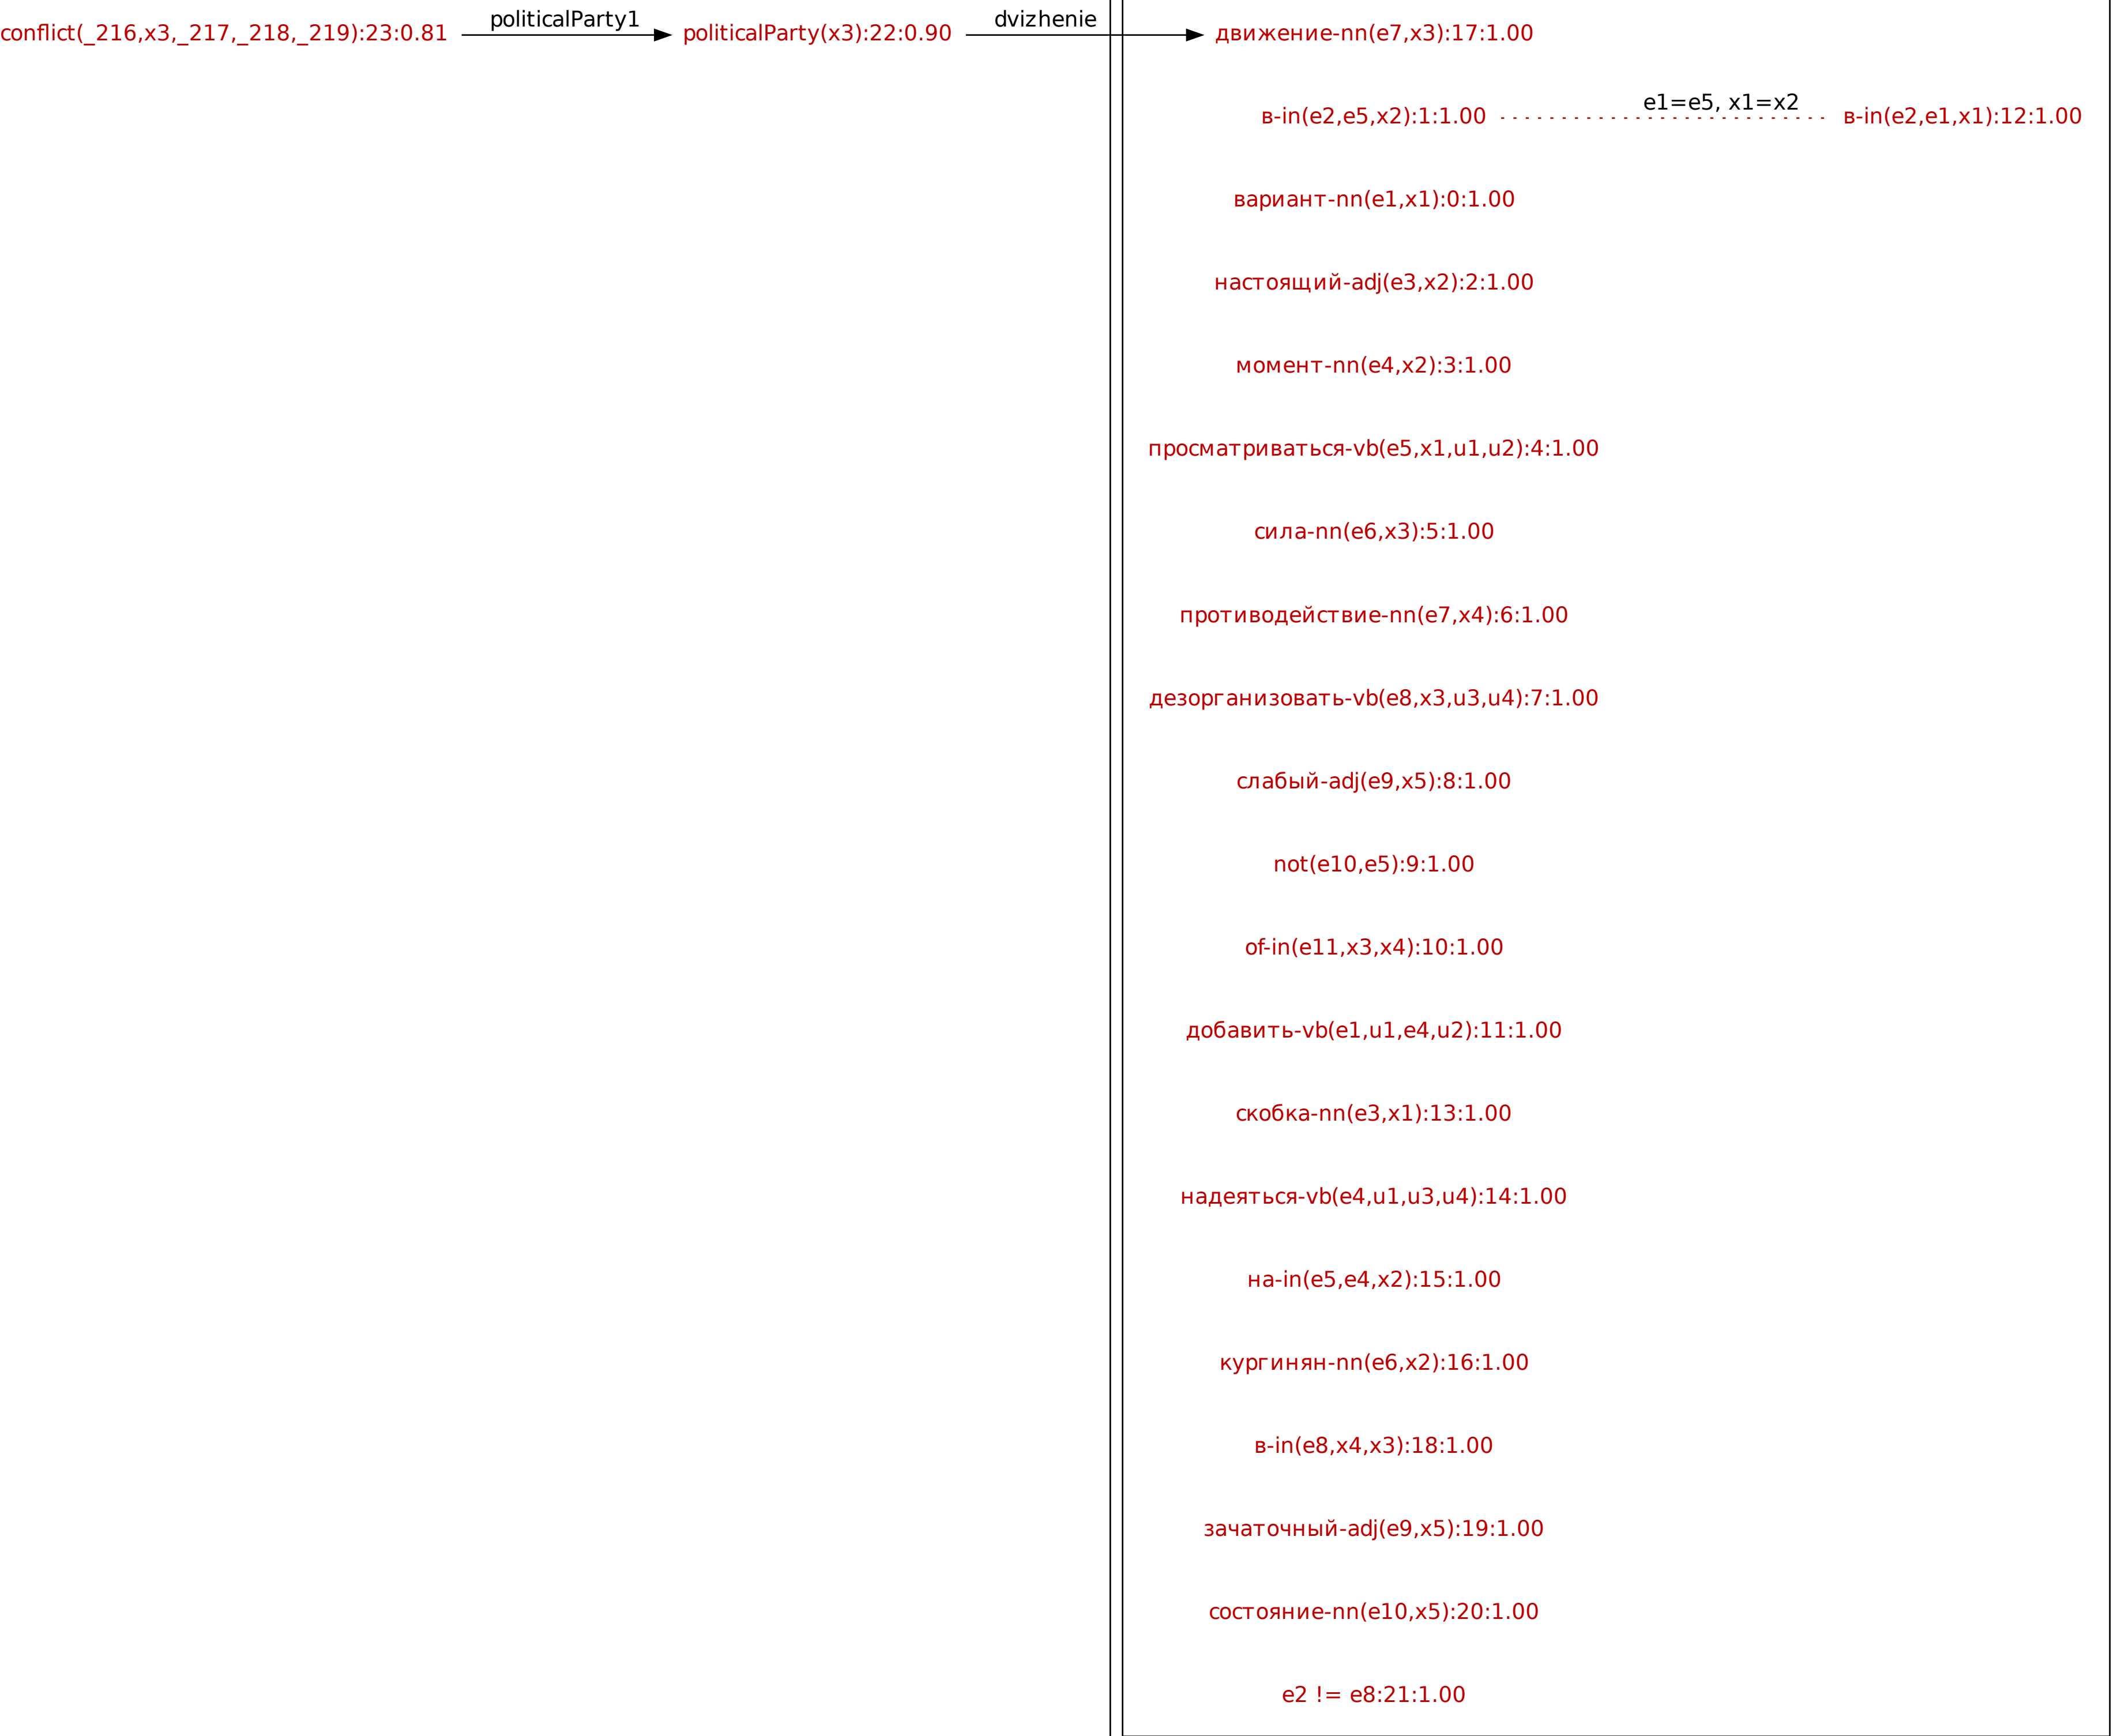 politicalParty1 dvizhenie
conflict(_216,x3,_217,_218,_219):23:0.81 politicalParty(x3):22:0.90 движение-nn(e7,x3):17:1.00
e1=e5, x1=x2
в-in(e2,e5,x2):1:1.00 в-in(e2,e1,x1):12:1.00
вариант-nn(e1,x1):0:1.00
настоящий-adj(e3,x2):2:1.00
момент-nn(e4,x2):3:1.00
просматриваться-vb(e5,x1,u1,u2):4:1.00
сила-nn(e6,x3):5:1.00
противодействие-nn(e7,x4):6:1.00
дезорганизовать-vb(e8,x3,u3,u4):7:1.00
слабый-adj(e9,x5):8:1.00
not(e10,e5):9:1.00
of-in(e11,x3,x4):10:1.00
добавить-vb(e1,u1,e4,u2):11:1.00
скобка-nn(e3,x1):13:1.00
надеяться-vb(e4,u1,u3,u4):14:1.00
на-in(e5,e4,x2):15:1.00
кургинян-nn(e6,x2):16:1.00
в-in(e8,x4,x3):18:1.00
зачаточный-adj(e9,x5):19:1.00
состояние-nn(e10,x5):20:1.00
e2 != e8:21:1.00